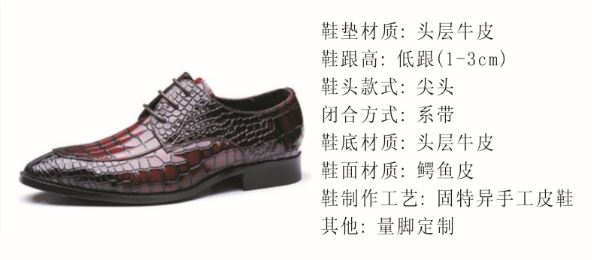 鞋垫材质: 头层牛皮
鞋跟高: 低跟(1-3cm)
鞋头款式: 尖头
闭合方式: 系带
鞋底材质: 头层牛皮
鞋面材质: 鳄鱼皮
鞋制作工艺: 固特异手工皮鞋
其他: 量脚定制